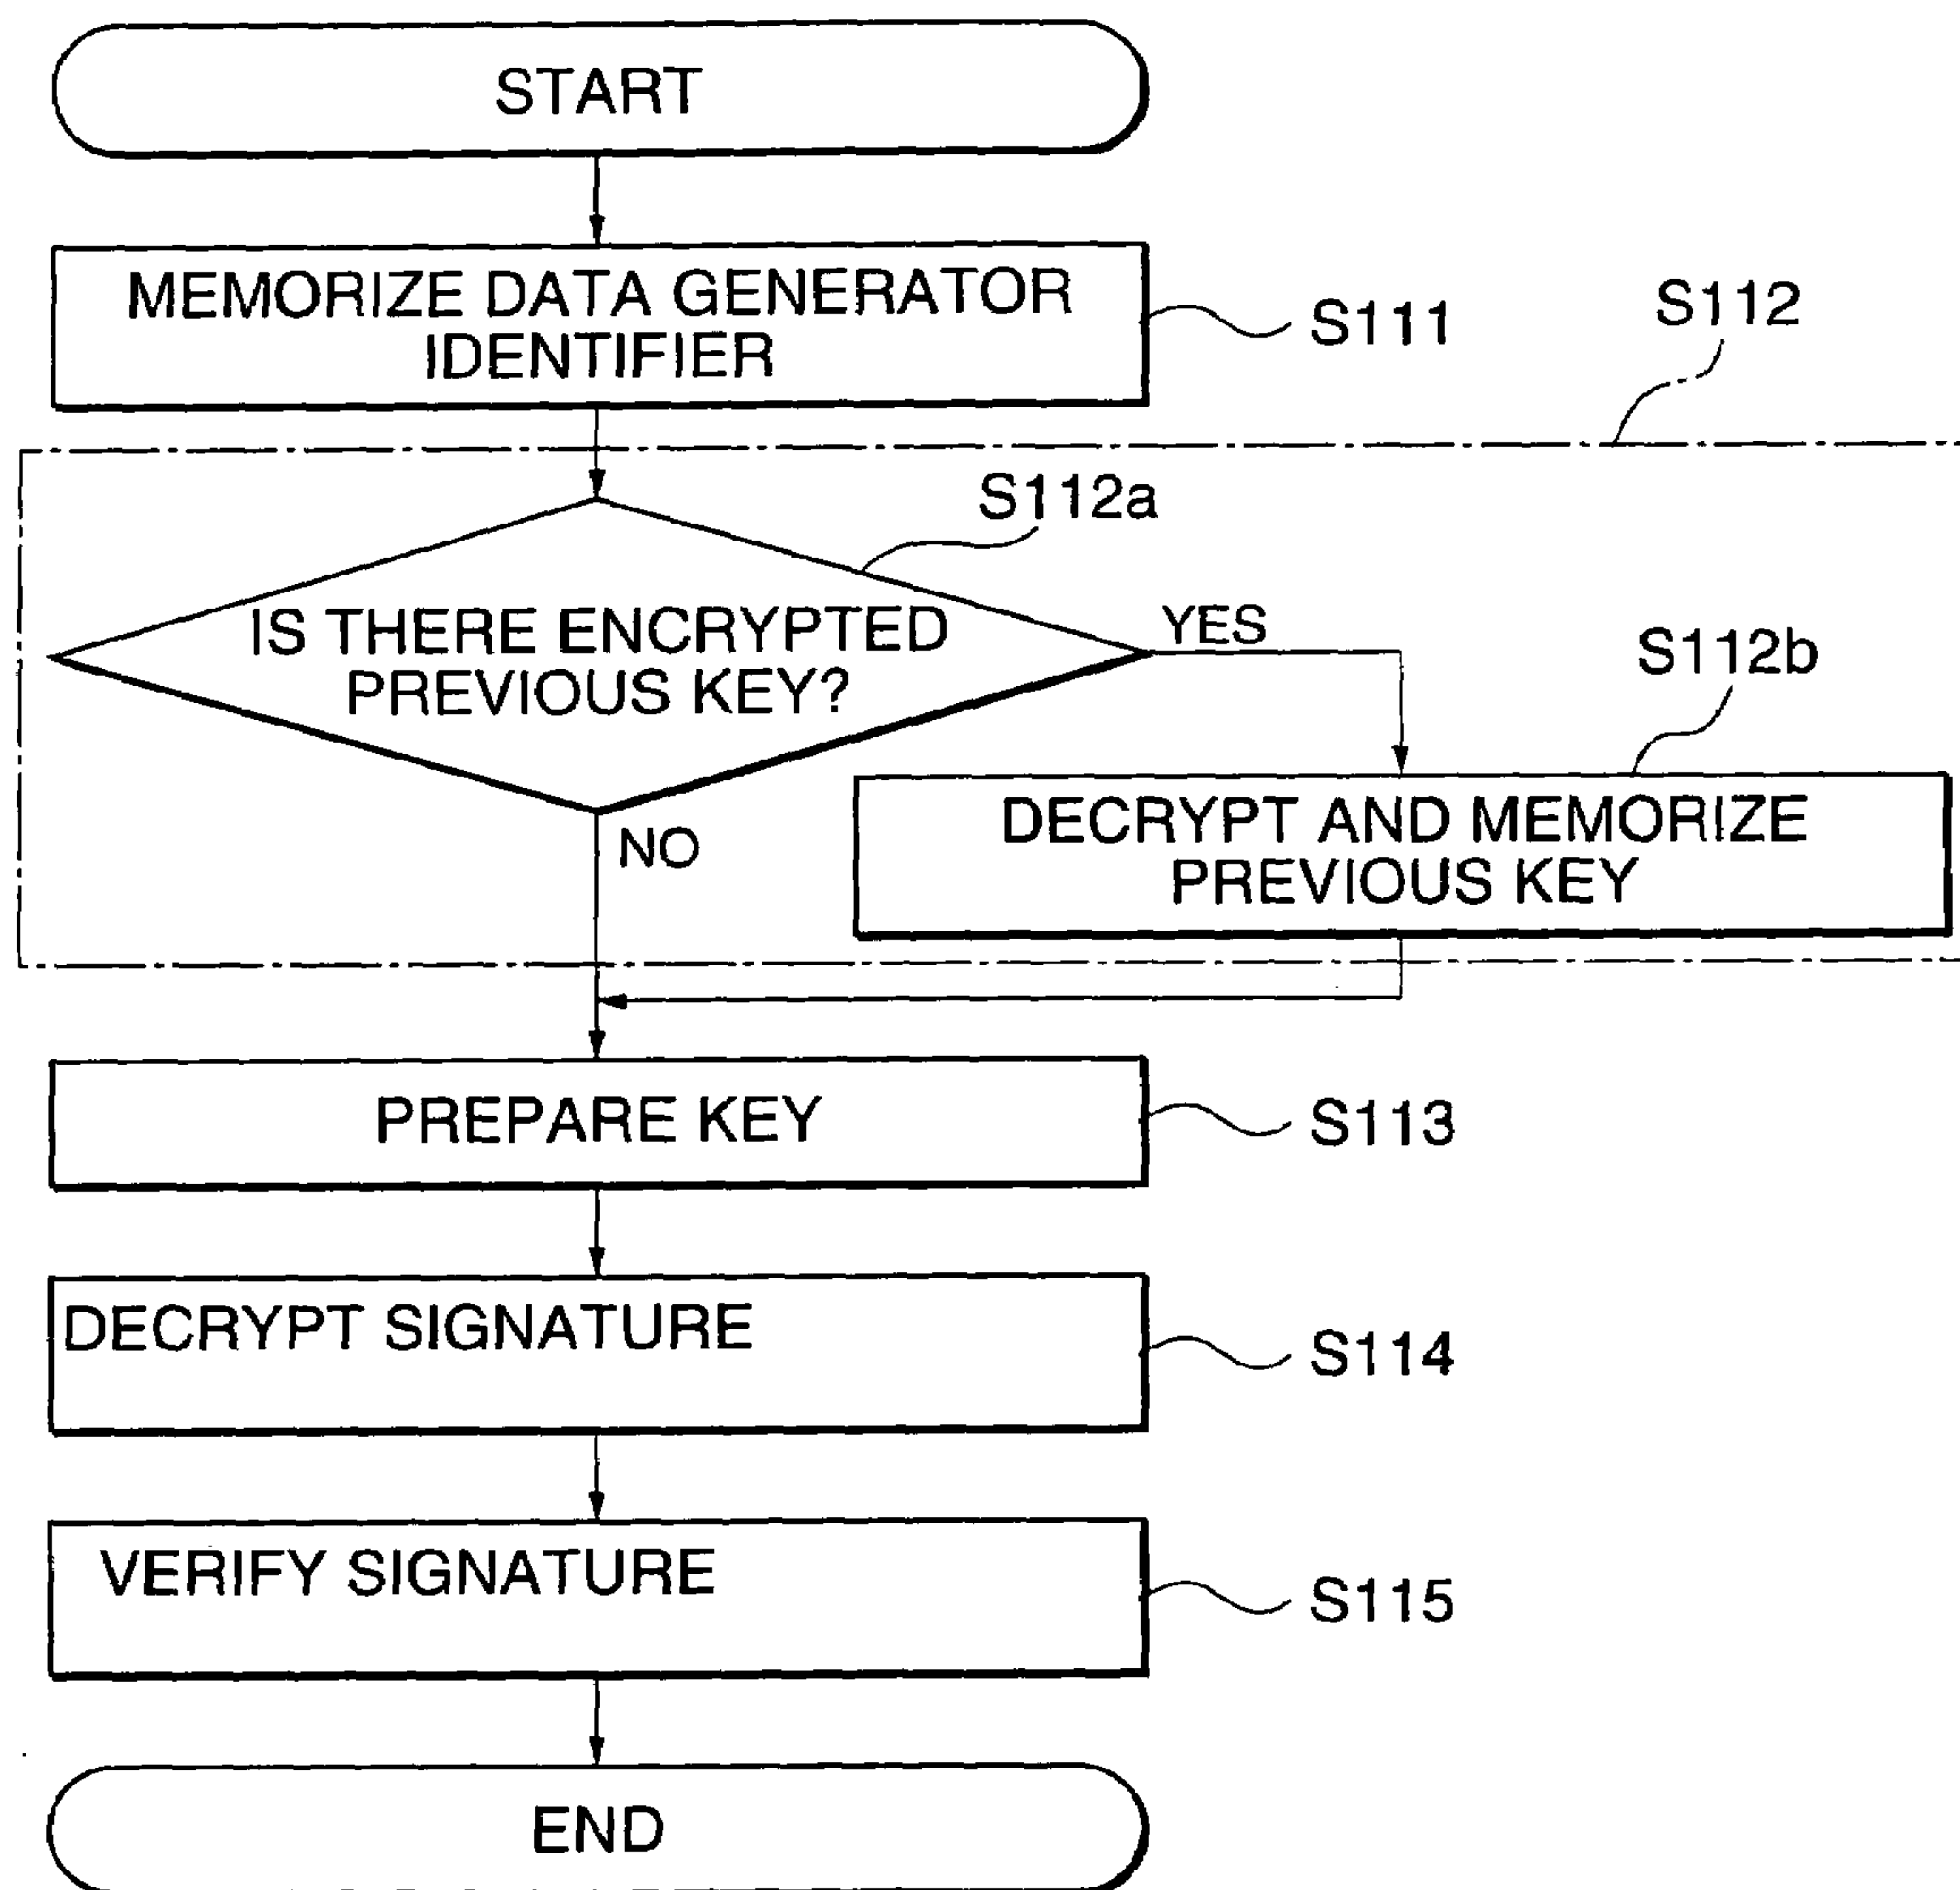 START
MEMORIZE DATA GENERATOR
IDENTIFIER
S111
S112
S112a
IS THERE ENCRYPTED
PREVIOUS KEY?
YES
S112b
NO
DECRYPT AND MEMORIZE
PREVIOUS KEY
PREPARE KEY
S113
DECRYPT SIGNATURE
S114
VERIFY SIGNATURE
S115
END